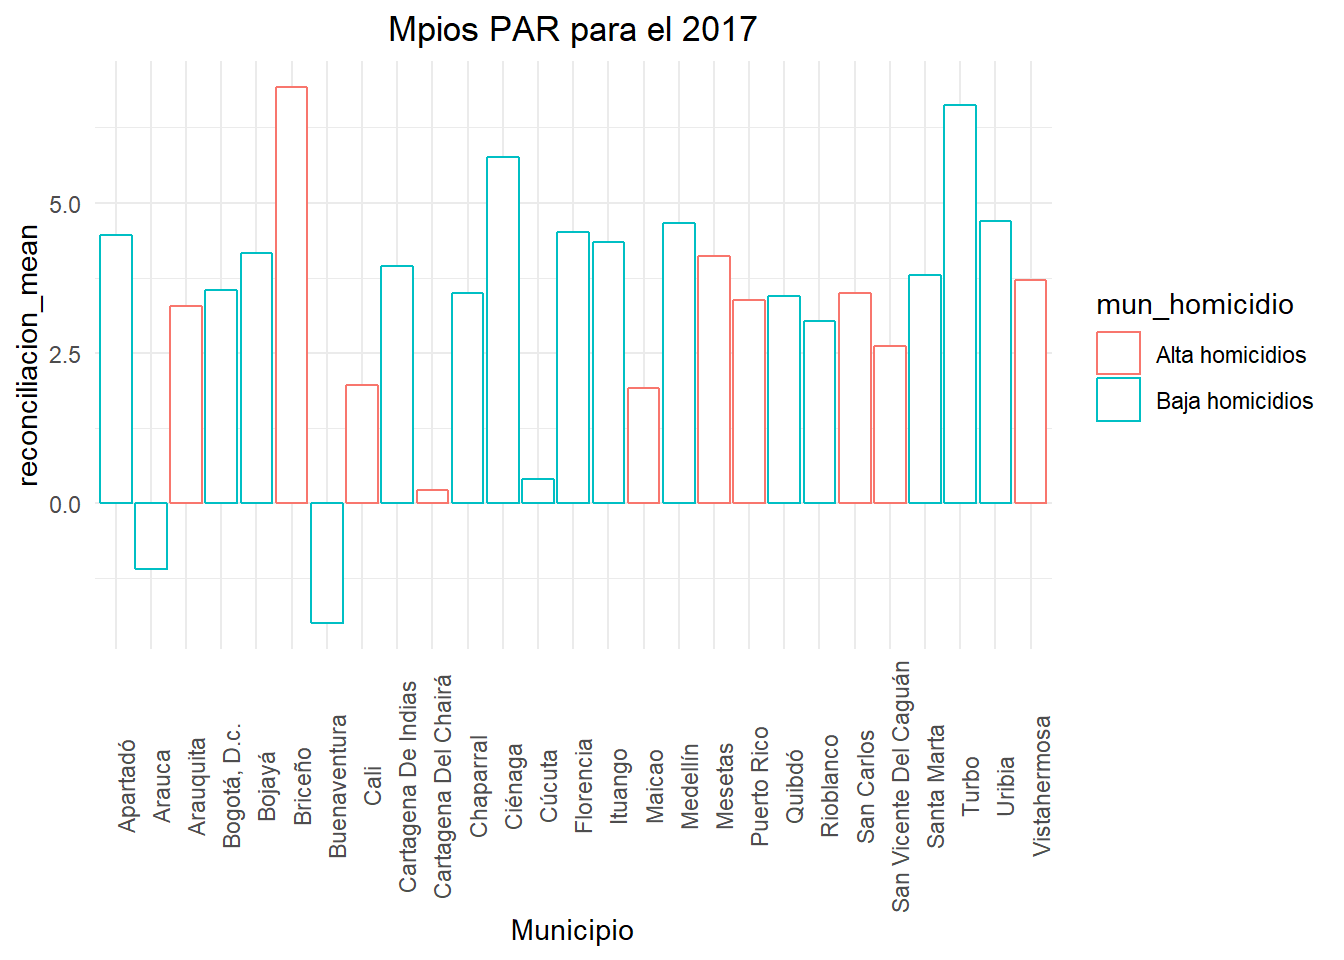 Mpios PAR para el 2017
reconciliacion_mean
5.0
2.5
0.0
Apartadó
Arauca
Arauquita
Bogotá, D.c.
Bojayá
Briceño
Buenaventura
Cali
Cartagena De Indias
Cartagena Del Chairá
Chaparral
Ciénaga
Cúcuta
Florencia
Ituango
Maicao
Medellín
Mesetas
Puerto Rico
Quibdó
Rioblanco
San Carlos
San Vicente Del Caguán
Santa Marta
Turbo
Uribia
Vistahermosa
Municipio
mun_homicidio
Alta homicidios
Baja homicidios